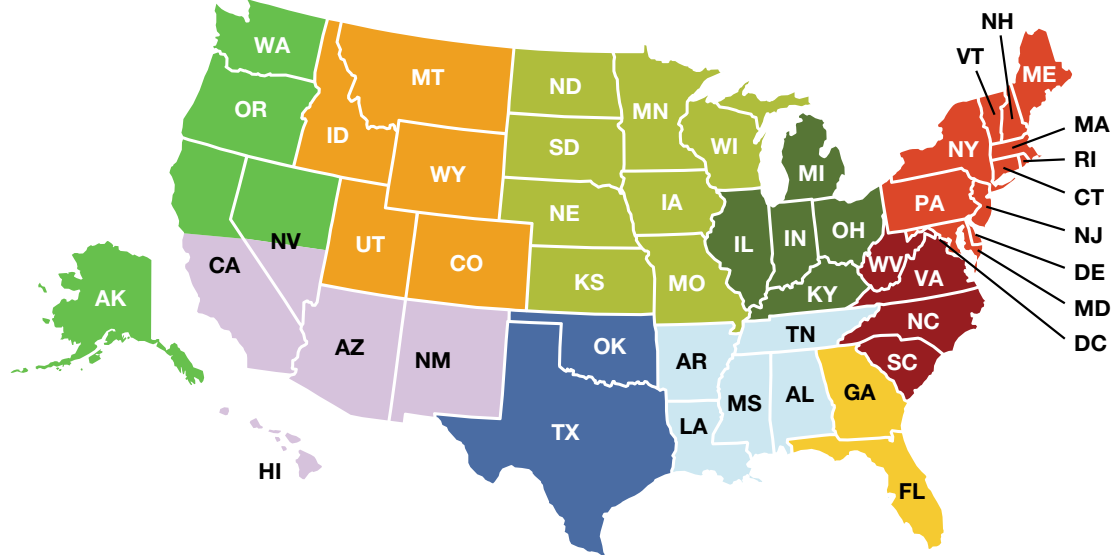 NH
VT
WA
ME
MT
ND
OR
MN
MA
ID
SD
WI
NY
RI
WY
MI
CT
NE
IA
PA
NJ
UT
NV
CO
IL
IN
OH
DE
CA
WV
VA
AK
KS
MO
KY
MD
NC
DC
AZ
NM
OK
AR
TN
SC
GA
MS
AL
LA
TX
HI
FL